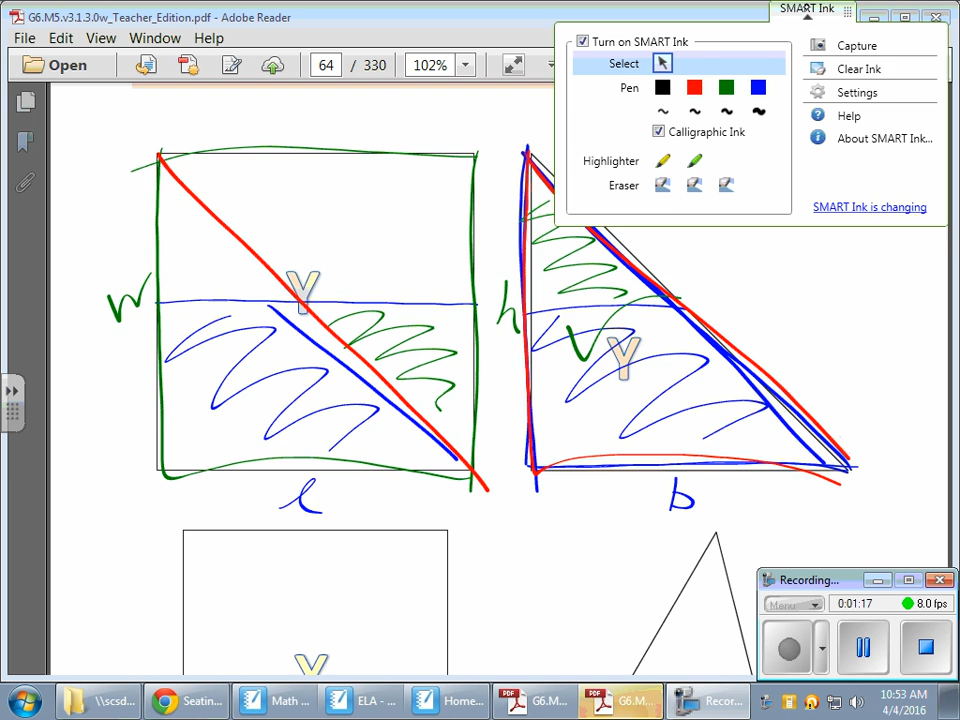 G6.M5.v3.1.3.0w_Teacher_Edition.pdf - Adobe Reader
SMART Ink
File Edit View Window Help
Open
64 / 330
102%
Turn on SMART Ink
Select
Pen
Calligraphic Ink
Highlighter
Eraser
Capture
Clear Ink
Settings
Help
About SMART Ink...
SMART Ink is changing
W
Y
h
Y
l
b
Y
Recording...
Menu
0:01:17
8.0 fps
\\scsd...
Seatin...
Math ...
ELA - ...
Home...
G6.M...
G6.M...
Recor...
10:53 AM
4/4/2016